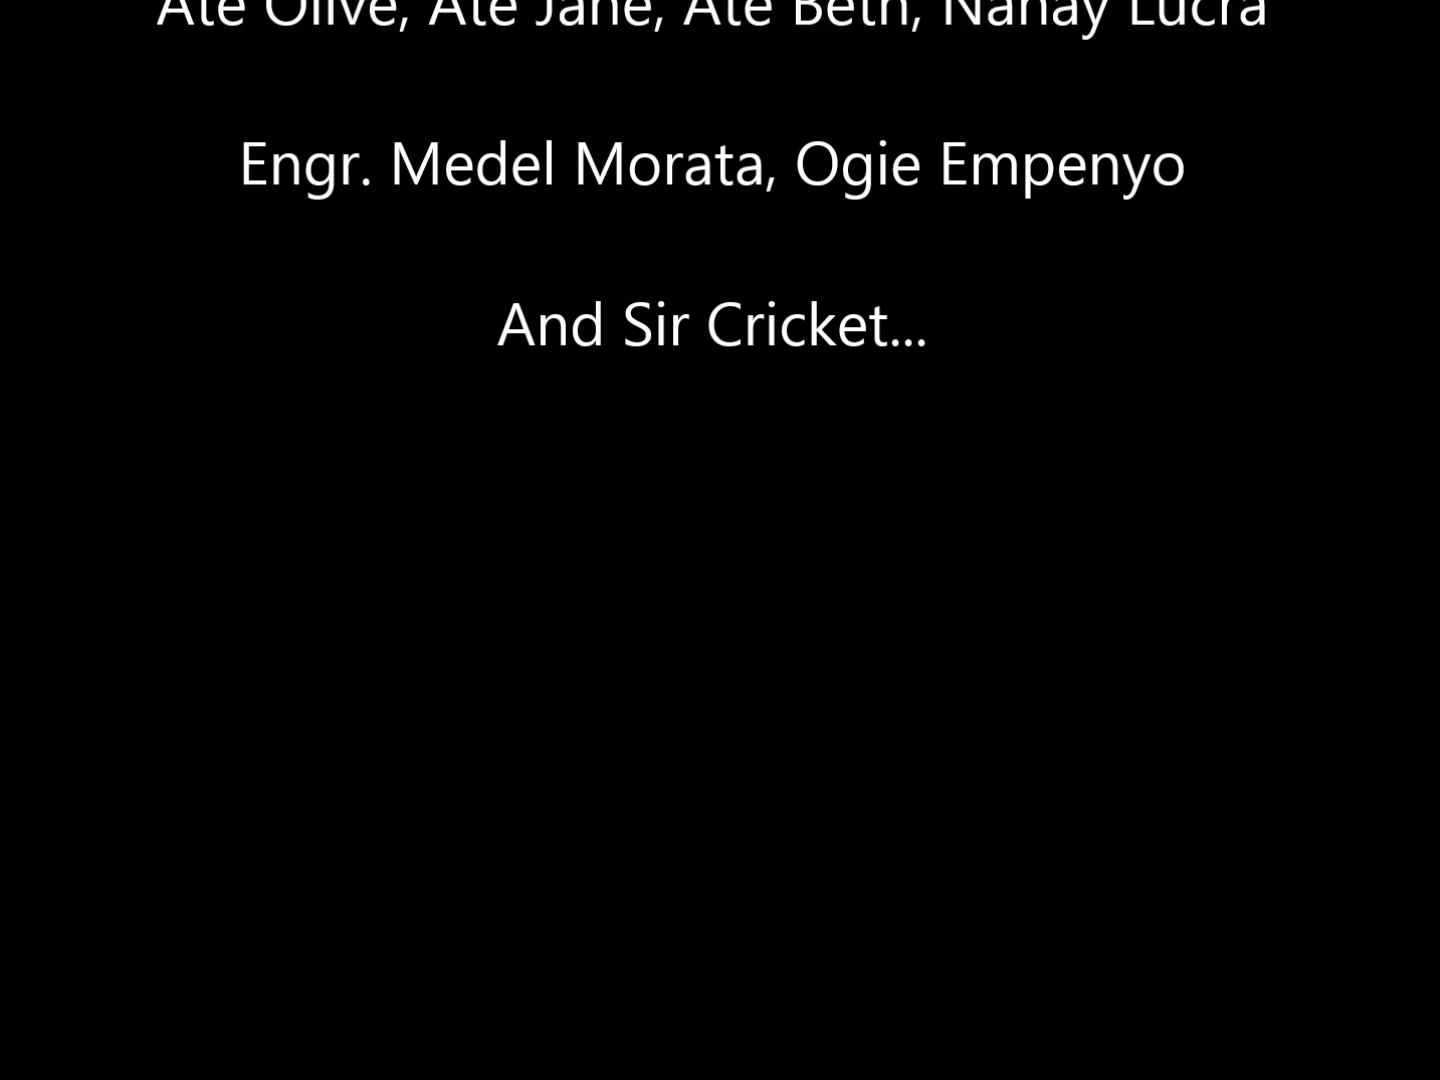 Ate Olive, Ate Jane, Ate Beth, Nanay Lucra
Engr. Medel Morata, Ogie Empenyo
And Sir Cricket...